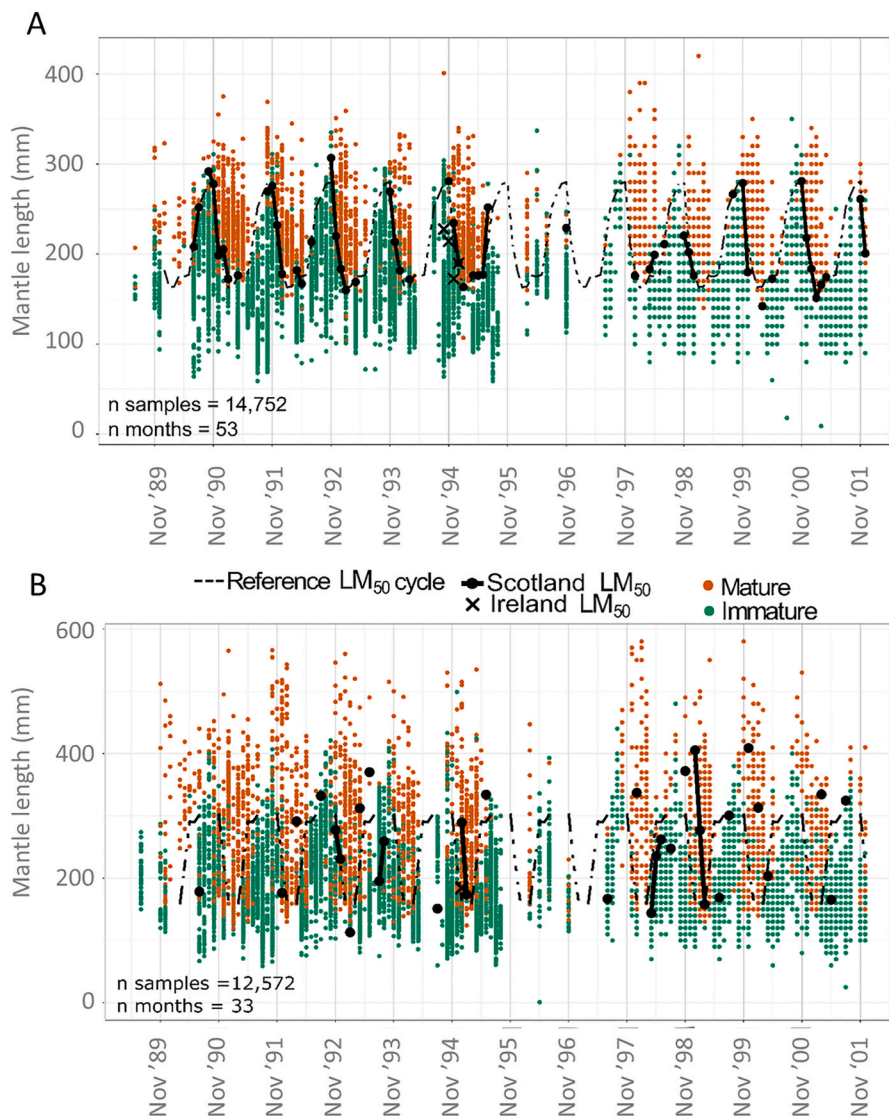 A
Mantle length (mm)
400
300
200
100
0
n samples = 14,752
n months = 53
Nov '89
Nov '90
Nov '91
Nov '92
Nov '93
Nov '94
Nov '95
Nov '96
Nov '97
Nov '98
Nov '99
Nov '00
Nov '01
B
Reference LM50 cycle
Scotland LM50
Ireland LM50
Mature
Immature
Mantle length (mm)
600
400
300
200
0
n samples =12,572
n months = 33
Nov '89
Nov '90
Nov '91
Nov '92
Nov '93
Nov '94
Nov '95
Nov '96
Nov '97
Nov '98
Nov '99
Nov '00
Nov '01